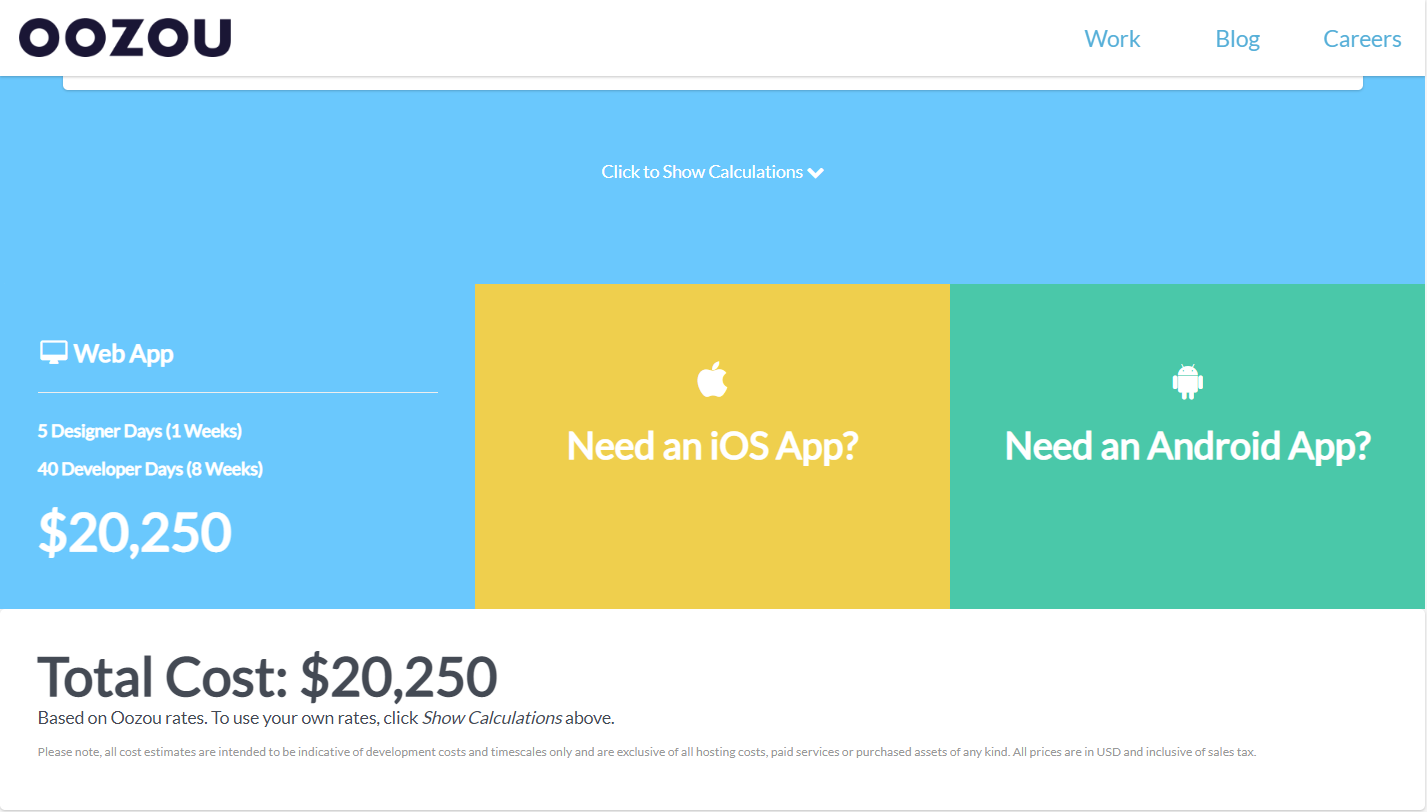 OOZOU
Work Blog Careers
Click to Show Calculations
Web App
5 Designer Days (1 Weeks)
40 Developer Days (8 Weeks)
$20,250
Need an iOS App?
Need an Android App?
Total Cost: $20,250
Based on Oozou rates. To use your own rates, click Show Calculations above.
Please note, all cost estimates are intended to be indicative of development costs and timescales only and are exclusive of all hosting costs, paid services or purchased assets of any kind. All prices are in USD and inclusive of sales tax.